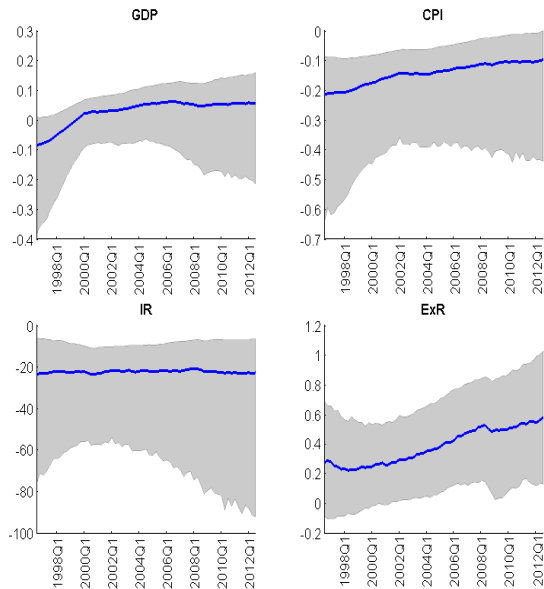 GDP
CPI
0.3
0.2
0.1
0
-0.1
-0.2
-0.3
-0.4
1998Q1
2000Q1
2002Q1
2004Q1
2006Q1
2008Q1
2010Q1
2012Q1
0
-0.1
-0.2
-0.3
-0.4
-0.5
-0.6
-0.7
1998Q1
2000Q1
2002Q1
2004Q1
2006Q1
2008Q1
2010Q1
2012Q1
IR
ExR
0
-20
-40
-60
-80
-100
1998Q1
2000Q1
2002Q1
2004Q1
2006Q1
2008Q1
2010Q1
2012Q1
1.2
1
0.8
0.6
0.4
0.2
0
-0.2
1998Q1
2000Q1
2002Q1
2004Q1
2006Q1
2008Q1
2010Q1
2012Q1